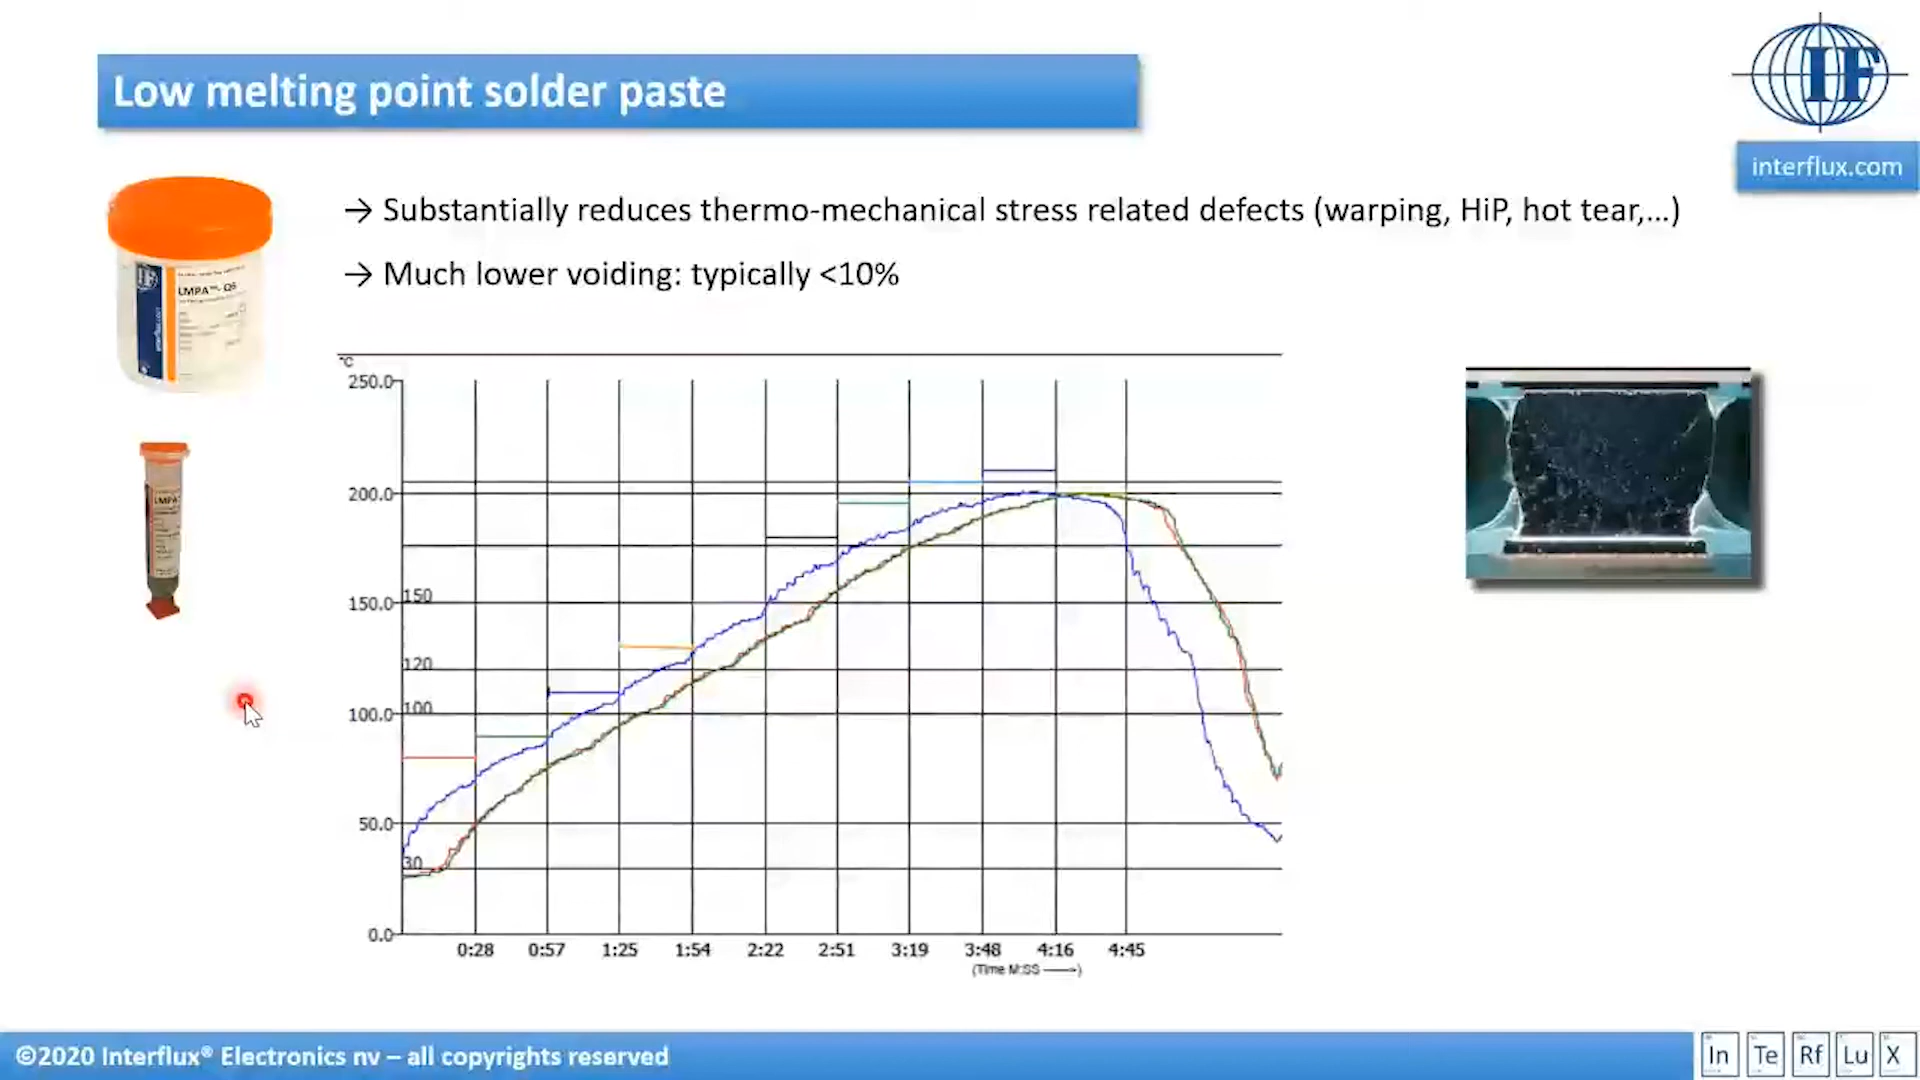 Low melting point solder paste
IF
interflux.com
→ Substantially reduces thermo-mechanical stress related defects (warping, HiP, hot tear,...)
→ Much lower voiding: typically <10%
LMPA™-Q6
LMPA
°C
250.0
200.0
150.0 150
120
100.0 100
50.0
30
0.0
0:28 0:57 1:25 1:54 2:22 2:51 3:19 3:48 4:16 4:45
(Time M:SS ⟶)
©2020 Interflux® Electronics nv – all copyrights reserved
In Te Rf Lu X